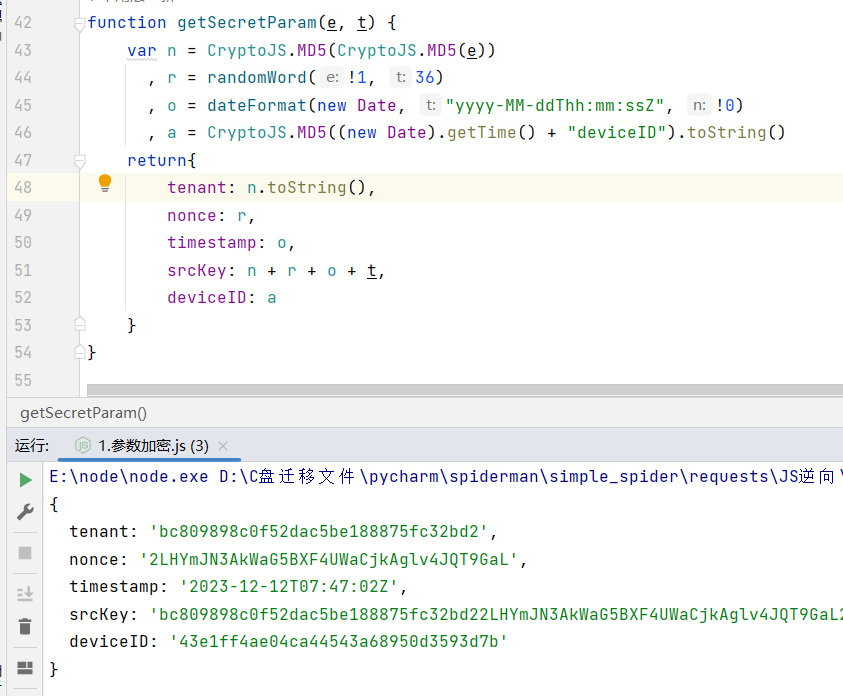 42 function getSecretParam(e, t) {
43 var n = CryptoJS.MD5(CryptoJS.MD5(e))
44 , r = randomWord( e: !1, t: 36)
45 , o = dateFormat(new Date, t: "yyyy-MM-ddThh:mm:ssZ", n: !0)
46 , a = CryptoJS.MD5((new Date).getTime() + "deviceID").toString()
47 return{
48 tenant: n.toString(),
49 nonce: r,
50 timestamp: o,
51 srcKey: n + r + o + t,
52 deviceID: a
53 }
54 }
55
getSecretParam()
运行: JS 1.参数加密.js (3) ×
E:\node\node.exe D:\C盘迁移文件\pycharm\spiderman\simple_spider\requests\JS逆向\
{
tenant: 'bc809898c0f52dac5be188875fc32bd2',
nonce: '2LHYmJN3AkWaG5BXF4UWaCjkAglv4JQT9GaL',
timestamp: '2023-12-12T07:47:02Z',
srcKey: 'bc809898c0f52dac5be188875fc32bd22LHYmJN3AkWaG5BXF4UWaCjkAglv4JQT9GaL2
deviceID: '43e1ff4ae04ca44543a68950d3593d7b'
}